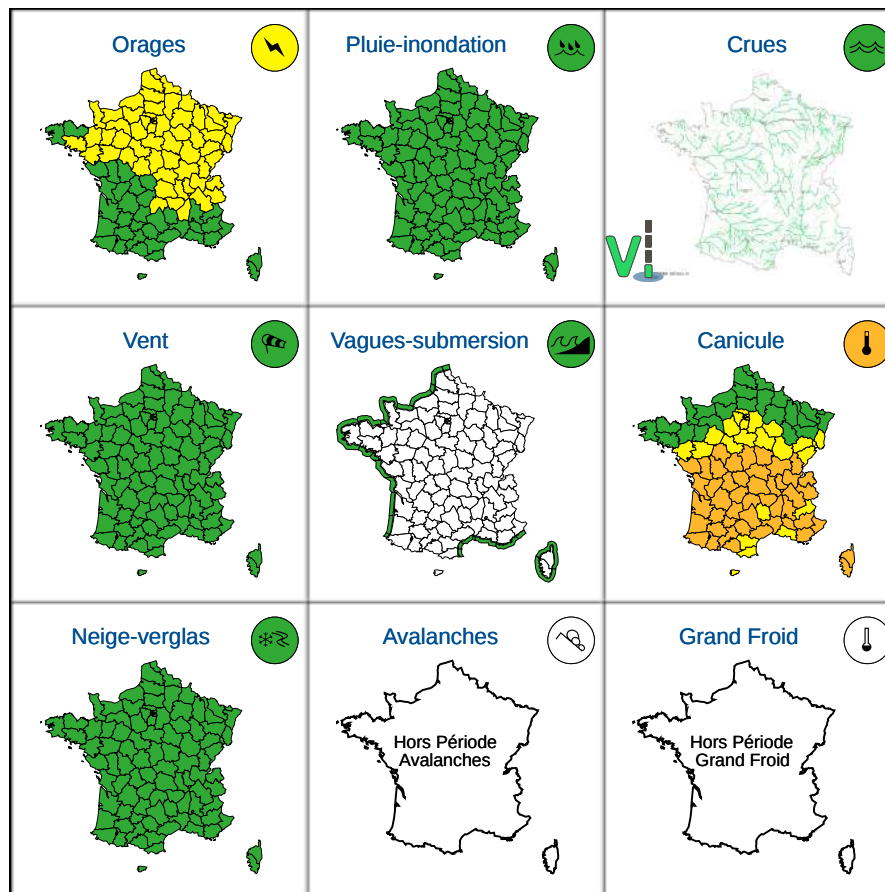 Orages
Pluie-inondation
Crues
Vent
Vagues-submersion
Canicule
Neige-verglas
Avalanches
Grand Froid
Hors Période
Avalanches
Hors Période
Grand Froid